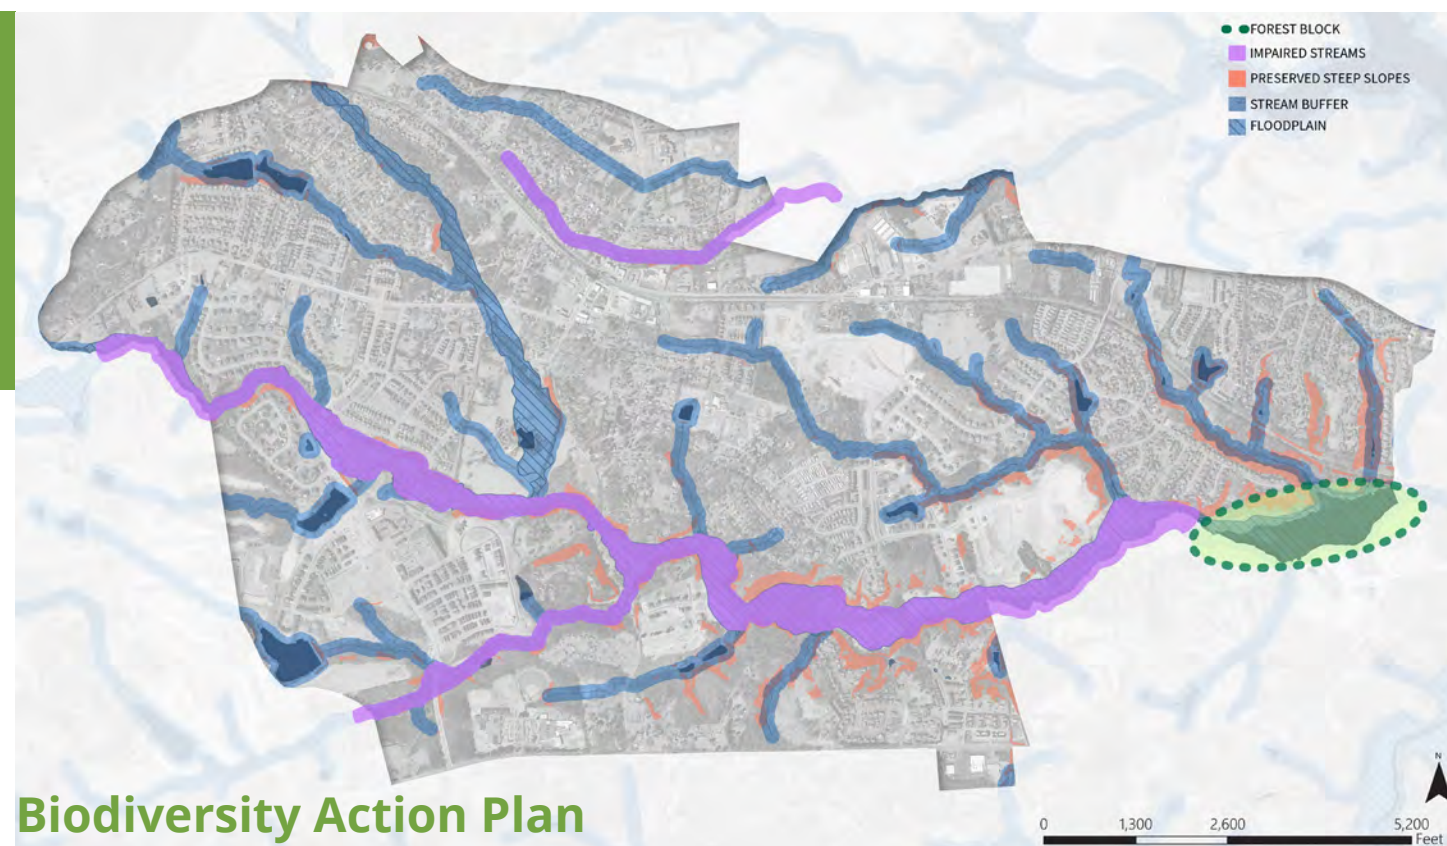 FOREST BLOCK
IMPAIRED STREAMS
PRESERVED STEEP SLOPES
STREAM BUFFER
FLOODPLAIN
N
Biodiversity Action Plan
0 1,300 2,600 5,200
Feet